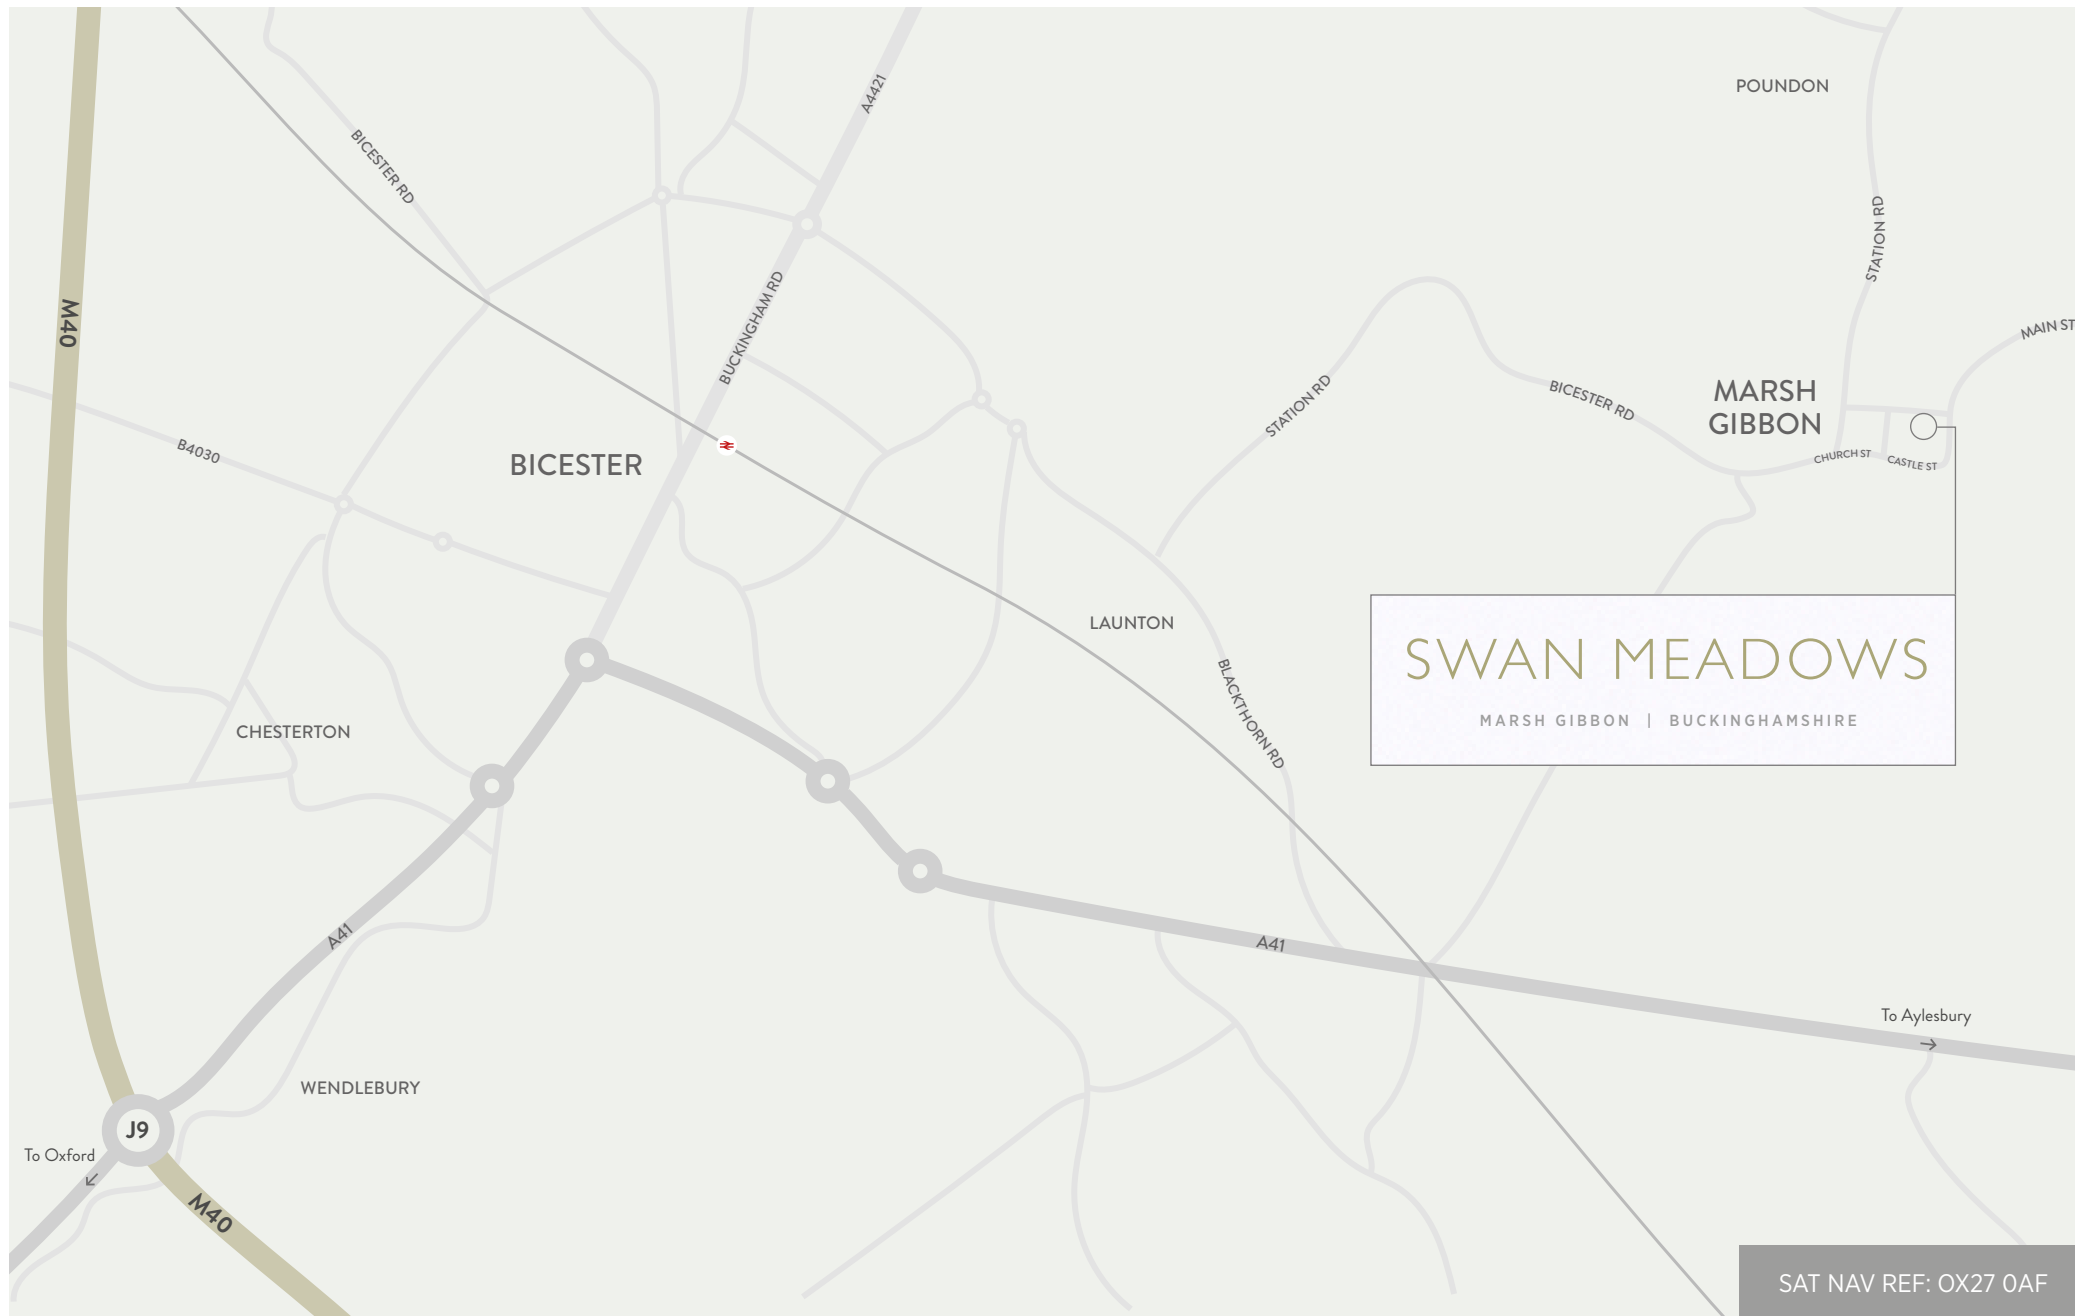 POUNDON
A4421
BICESTER RD
STATION RD
BUCKINGHAM RD
M40
MAIN ST
MARSH
GIBBON
STATION RD
BICESTER RD
B4030
BICESTER
CHURCH ST
CASTLE ST
LAUNTON
SWAN MEADOWS
MARSH GIBBON | BUCKINGHAMSHIRE
BLACKTHORN RD
CHESTERTON
A41
A41
To Aylesbury
→
WENDLEBURY
J9
To Oxford
M40
SAT NAV REF: OX27 0AF